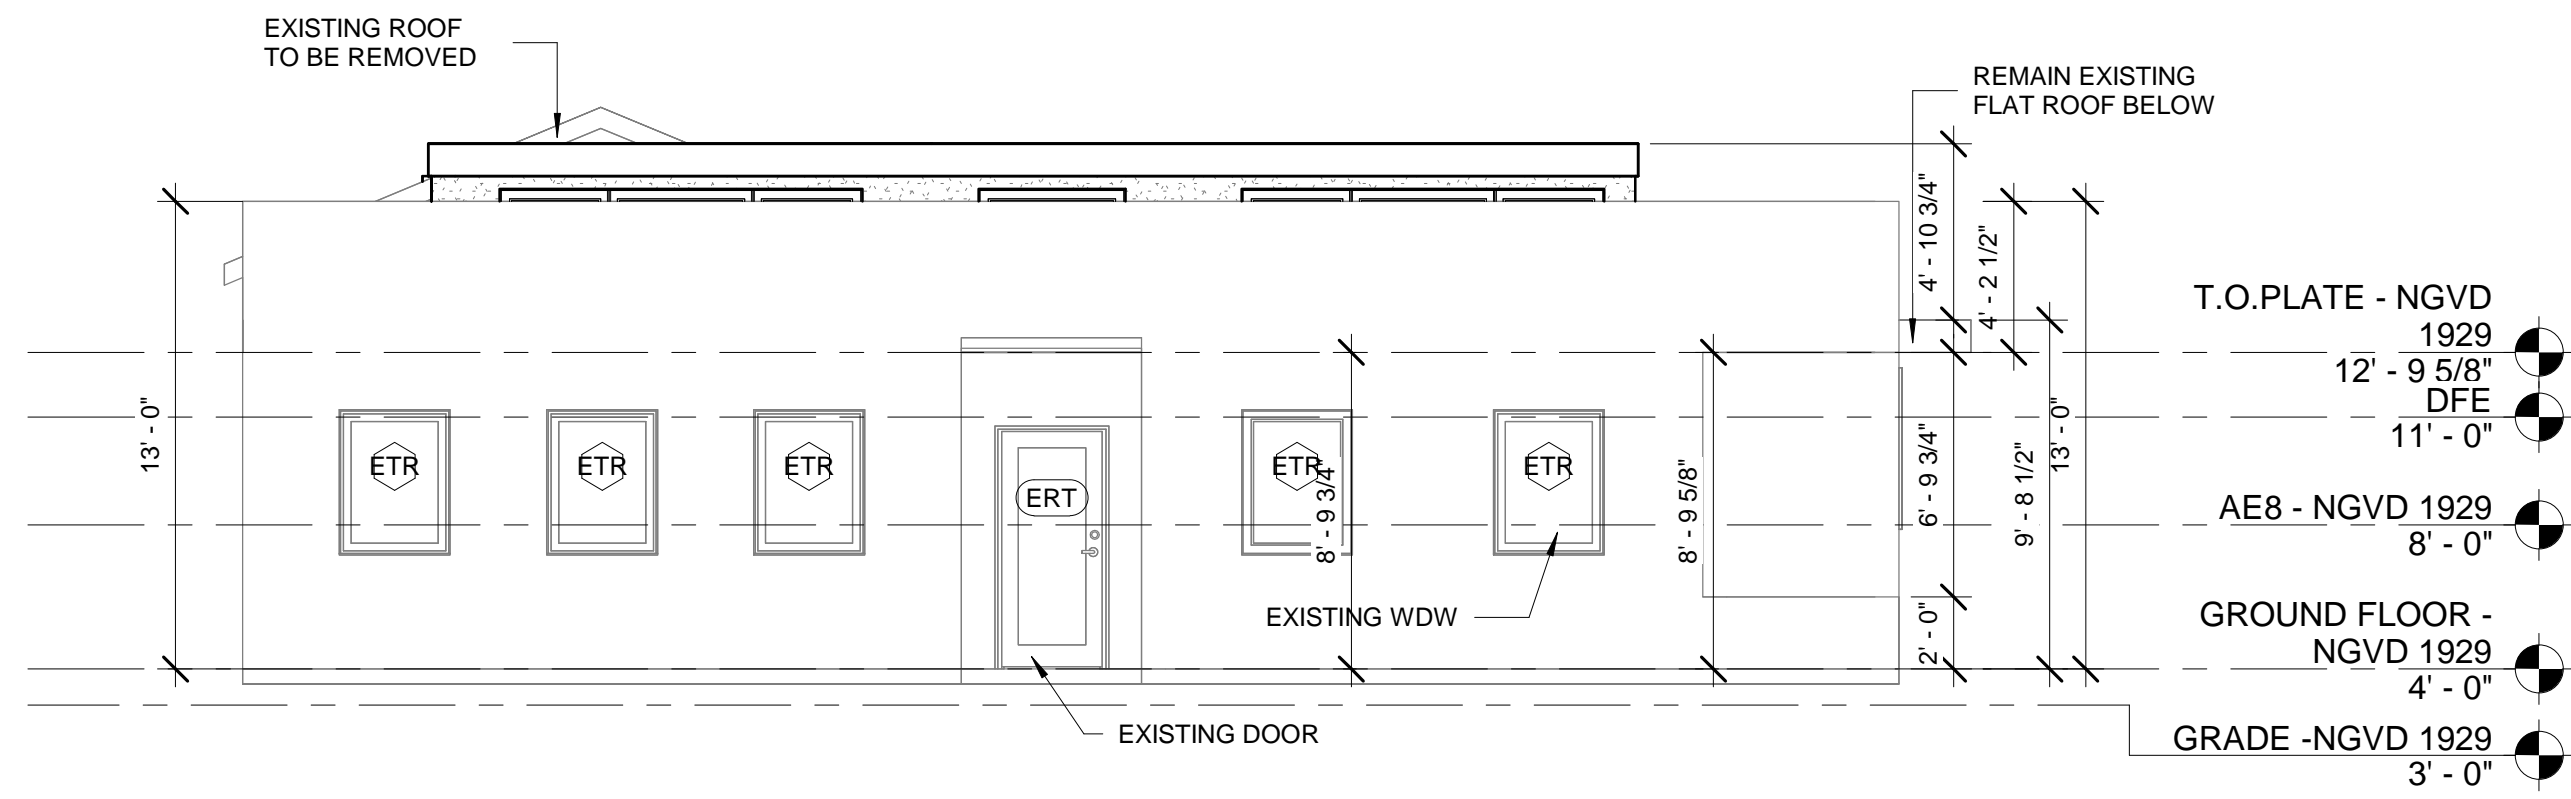 EXISTING ROOF
TO BE REMOVED
REMAIN EXISTING
FLAT ROOF BELOW
4' - 10 3/4"
4' - 2 1/2"
T.O.PLATE - NGVD
1929
12' - 9 5/8"
DFE
11' - 0"
13' - 0"
13' - 0"
ETR
ETR
ETR
ERT
ETR
ETR
8' - 9 3/4"
8' - 9 5/8"
6' - 9 3/4"
9' - 8 1/2"
AE8 - NGVD 1929
8' - 0"
EXISTING WDW
2' - 0"
GROUND FLOOR -
NGVD 1929
4' - 0"
EXISTING DOOR
GRADE -NGVD 1929
3' - 0"